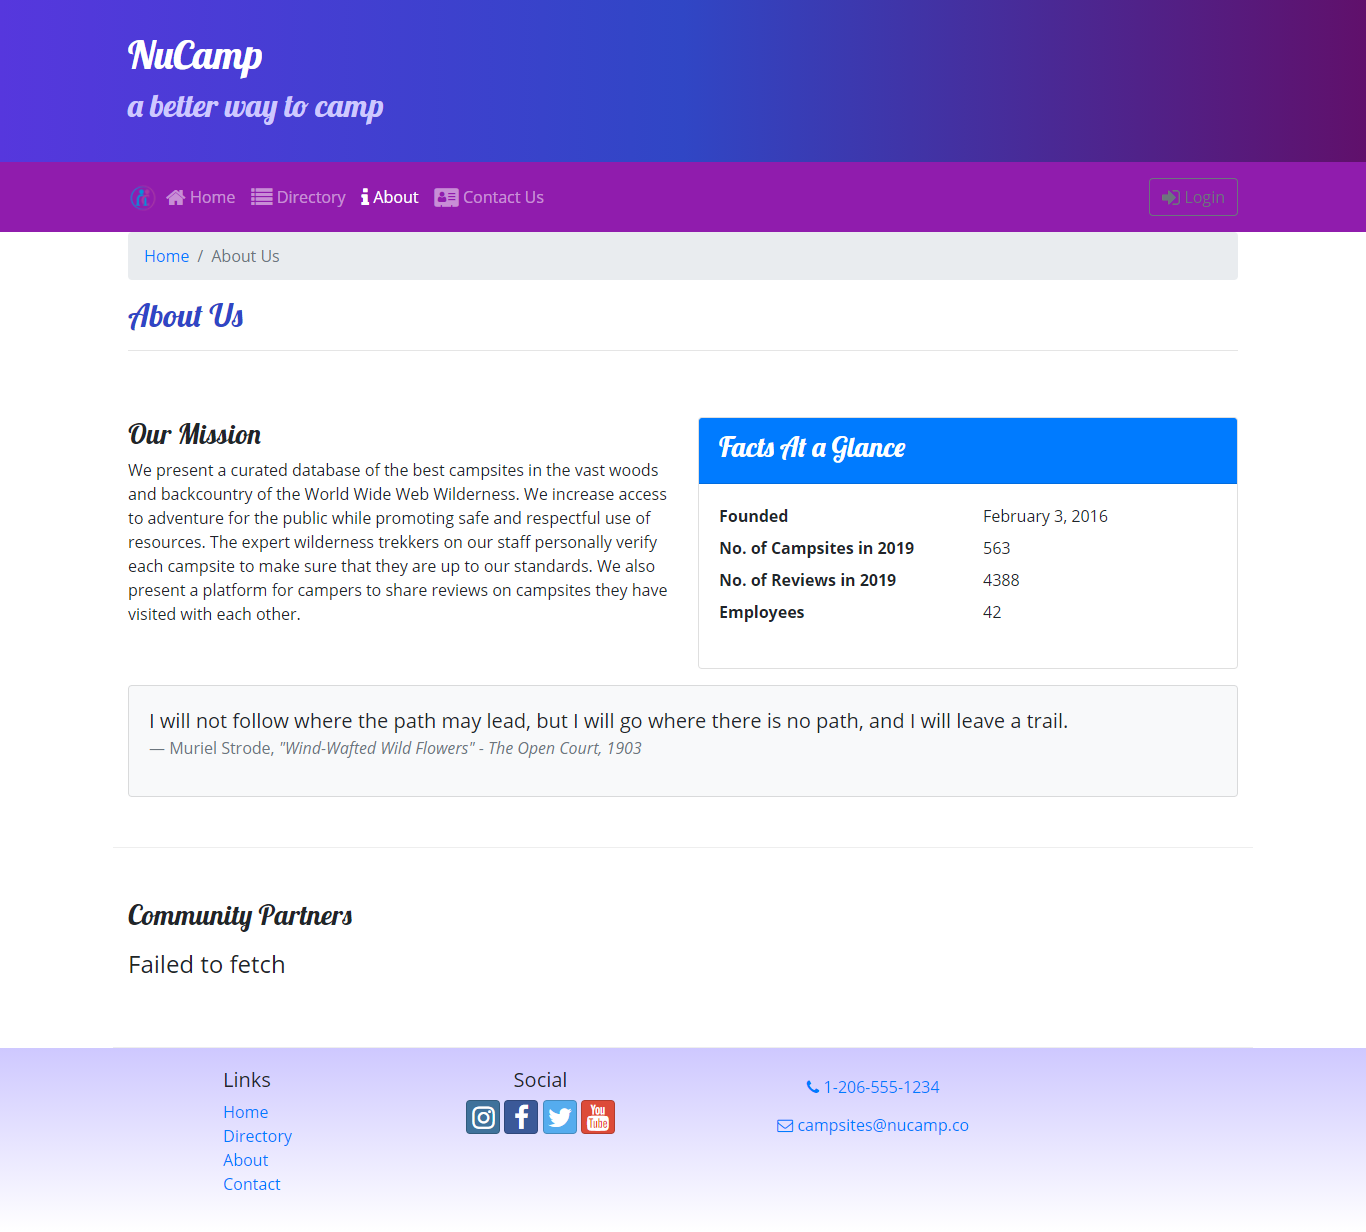 NuCamp
a better way to camp
Home Directory About Contact Us Login
Home / About Us
About Us
Our Mission
We present a curated database of the best campsites in the vast woods
and backcountry of the World Wide Web Wilderness. We increase access
to adventure for the public while promoting safe and respectful use of
resources. The expert wilderness trekkers on our staff personally verify
each campsite to make sure that they are up to our standards. We also
present a platform for campers to share reviews on campsites they have
visited with each other.
Facts At a Glance
Founded February 3, 2016
No. of Campsites in 2019 563
No. of Reviews in 2019 4388
Employees 42
I will not follow where the path may lead, but I will go where there is no path, and I will leave a trail.
— Muriel Strode, "Wind-Wafted Wild Flowers" - The Open Court, 1903
Community Partners
Failed to fetch
Links
Home
Directory
About
Contact
Social
You
Tube
1-206-555-1234
campsites@nucamp.co